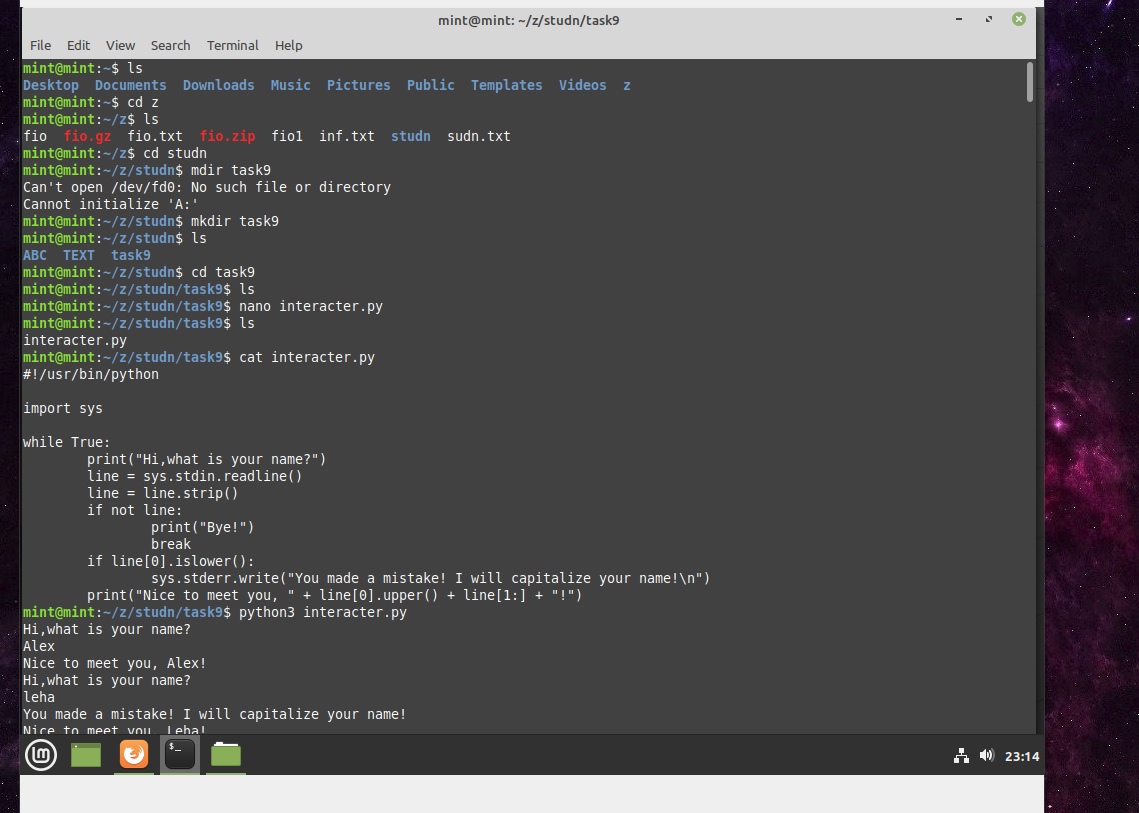 mint@mint: ~/z/studn/task9
File Edit View Search Terminal Help
mint@mint:~$ ls
Desktop  Documents  Downloads  Music  Pictures  Public  Templates  Videos  z
mint@mint:~$ cd z
mint@mint:~/z$ ls
fio  fio.gz  fio.txt  fio.zip  fio1  inf.txt  studn  sudn.txt
mint@mint:~/z$ cd studn
mint@mint:~/z/studn$ mdir task9
Can't open /dev/fd0: No such file or directory
Cannot initialize 'A:'
mint@mint:~/z/studn$ mkdir task9
mint@mint:~/z/studn$ ls
ABC  TEXT  task9
mint@mint:~/z/studn$ cd task9
mint@mint:~/z/studn/task9$ ls
mint@mint:~/z/studn/task9$ nano interacter.py
mint@mint:~/z/studn/task9$ ls
interacter.py
mint@mint:~/z/studn/task9$ cat interacter.py
#!/usr/bin/python

import sys

while True:
        print("Hi,what is your name?")
        line = sys.stdin.readline()
        line = line.strip()
        if not line:
                print("Bye!")
                break
        if line[0].islower():
                sys.stderr.write("You made a mistake! I will capitalize your name!\n")
        print("Nice to meet you, " + line[0].upper() + line[1:] + "!")
mint@mint:~/z/studn/task9$ python3 interacter.py
Hi,what is your name?
Alex
Nice to meet you, Alex!
Hi,what is your name?
leha
You made a mistake! I will capitalize your name!
Nice to meet you, Leha!
$_
23:14